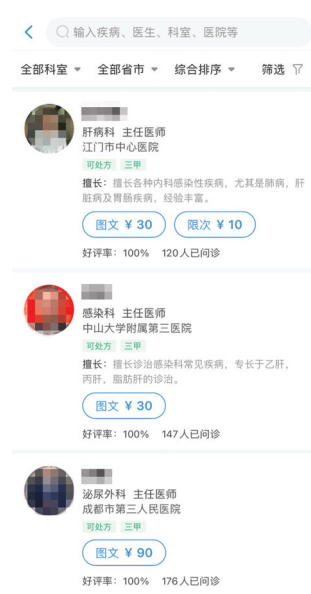 输入疾病、医生、科室、医院等
全部科室 全部省市 综合排序 筛选
肝病科 主任医师
江门市中心医院
可处方 三甲
擅长：擅长各种内科感染性疾病，尤其是肺病，肝
脏病及胃肠疾病，经验丰富。
图文 ¥ 30 限次 ¥ 10
好评率：100% 120人已问诊
感染科 主任医师
中山大学附属第三医院
可处方 三甲
擅长：擅长诊治感染科常见疾病，专长于乙肝，
丙肝，脂肪肝的诊治。
图文 ¥ 30
好评率：100% 147人已问诊
泌尿外科 主任医师
成都市第三人民医院
可处方 三甲
图文 ¥ 90
好评率：100% 176人已问诊